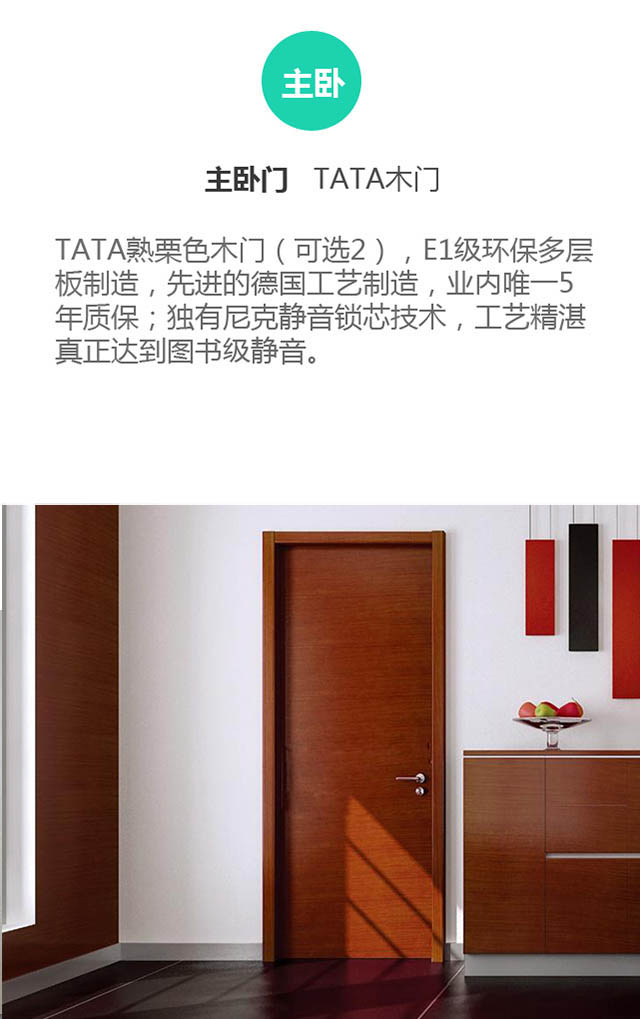 主卧
主卧门 TATA木门
TATA熟栗色木门（可选2），E1级环保多层
板制造，先进的德国工艺制造，业内唯一5
年质保；独有尼克静音锁芯技术，工艺精湛
真正达到图书级静音。